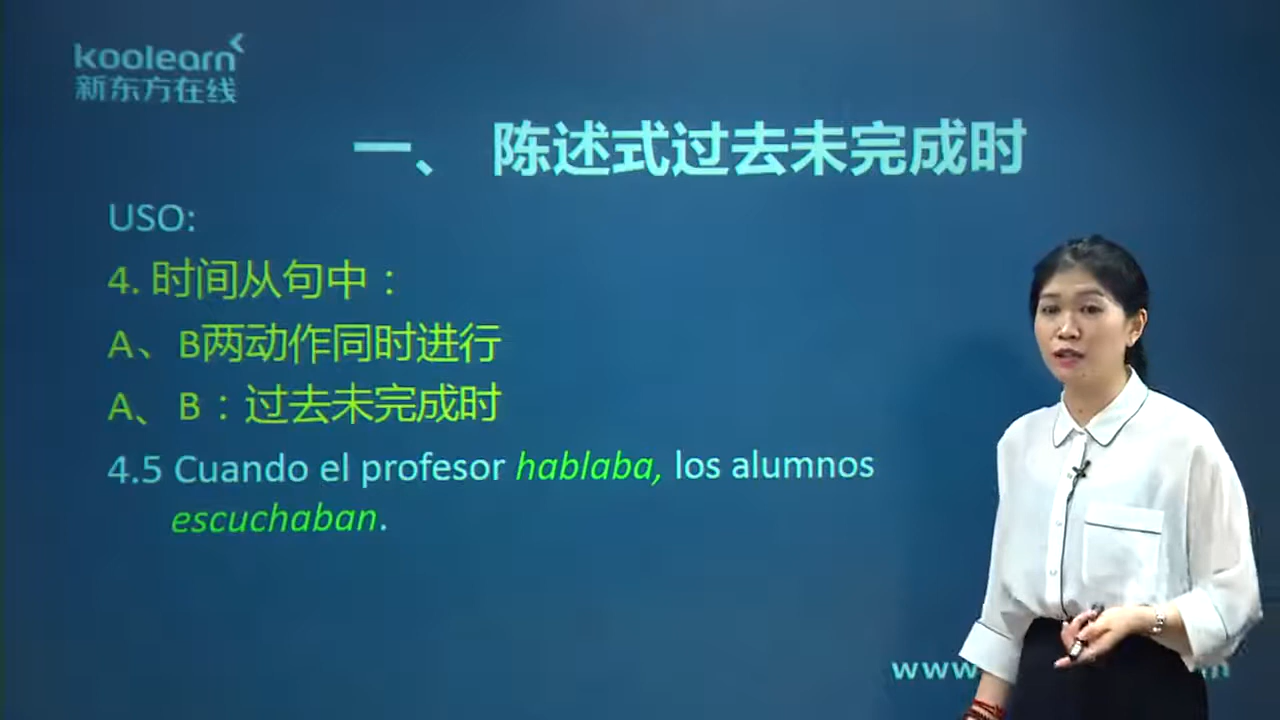 koolearn
新东方在线
一、 陈述式过去未完成时
USO:
4. 时间从句中：
A、B两动作同时进行
A、B：过去未完成时
4.5 Cuando el profesor hablaba, los alumnos
escuchaban.
www.